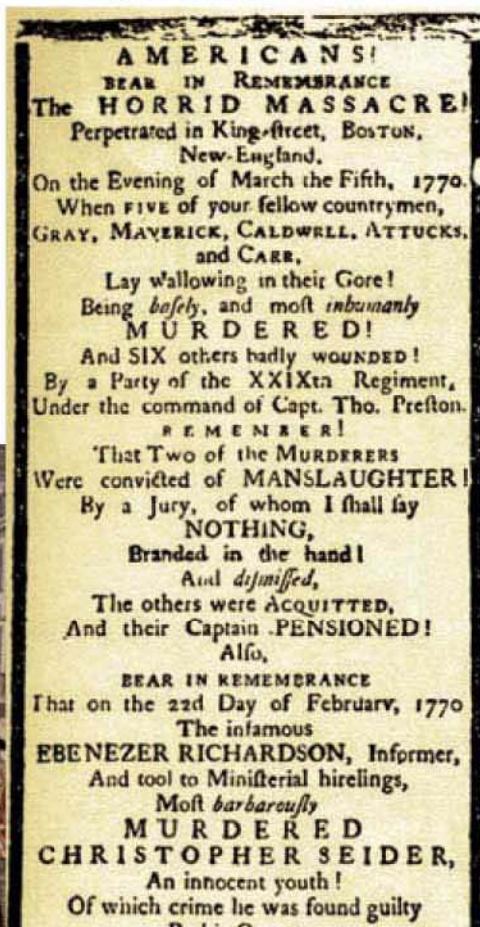 AMERICANS!
BEAR IN REMEMBRANCE
The HORRID MASSACRE!
Perpetrated in King-ſtreet, BOSTON,
New-England,
On the Evening of March the Fifth, 1770.
When FIVE of your fellow countrymen,
GRAY, MAVERICK, CALDWELL, ATTUCKS,
and CARR,
Lay wallowing in their Gore!
Being baſely, and moſt inhumanly
MURDERED!
And SIX others badly WOUNDED!
By a Party of the XXIXth Regiment,
Under the command of Capt. Tho. Preſton.
REMEMBER!
That Two of the MURDERERS
Were convicted of MANSLAUGHTER!
By a Jury, of whom I ſhall ſay
NOTHING,
Branded in the hand!
And diſmiſſed,
The others were ACQUITTED,
And their Captain PENSIONED!
Alſo,
BEAR IN REMEMBRANCE
That on the 22d Day of February, 1770
The infamous
EBENEZER RICHARDSON, Informer,
And tool to Miniſterial hirelings,
Moſt barbarouſly
MURDERED
CHRISTOPHER SEIDER,
An innocent youth!
Of which crime he was found guilty